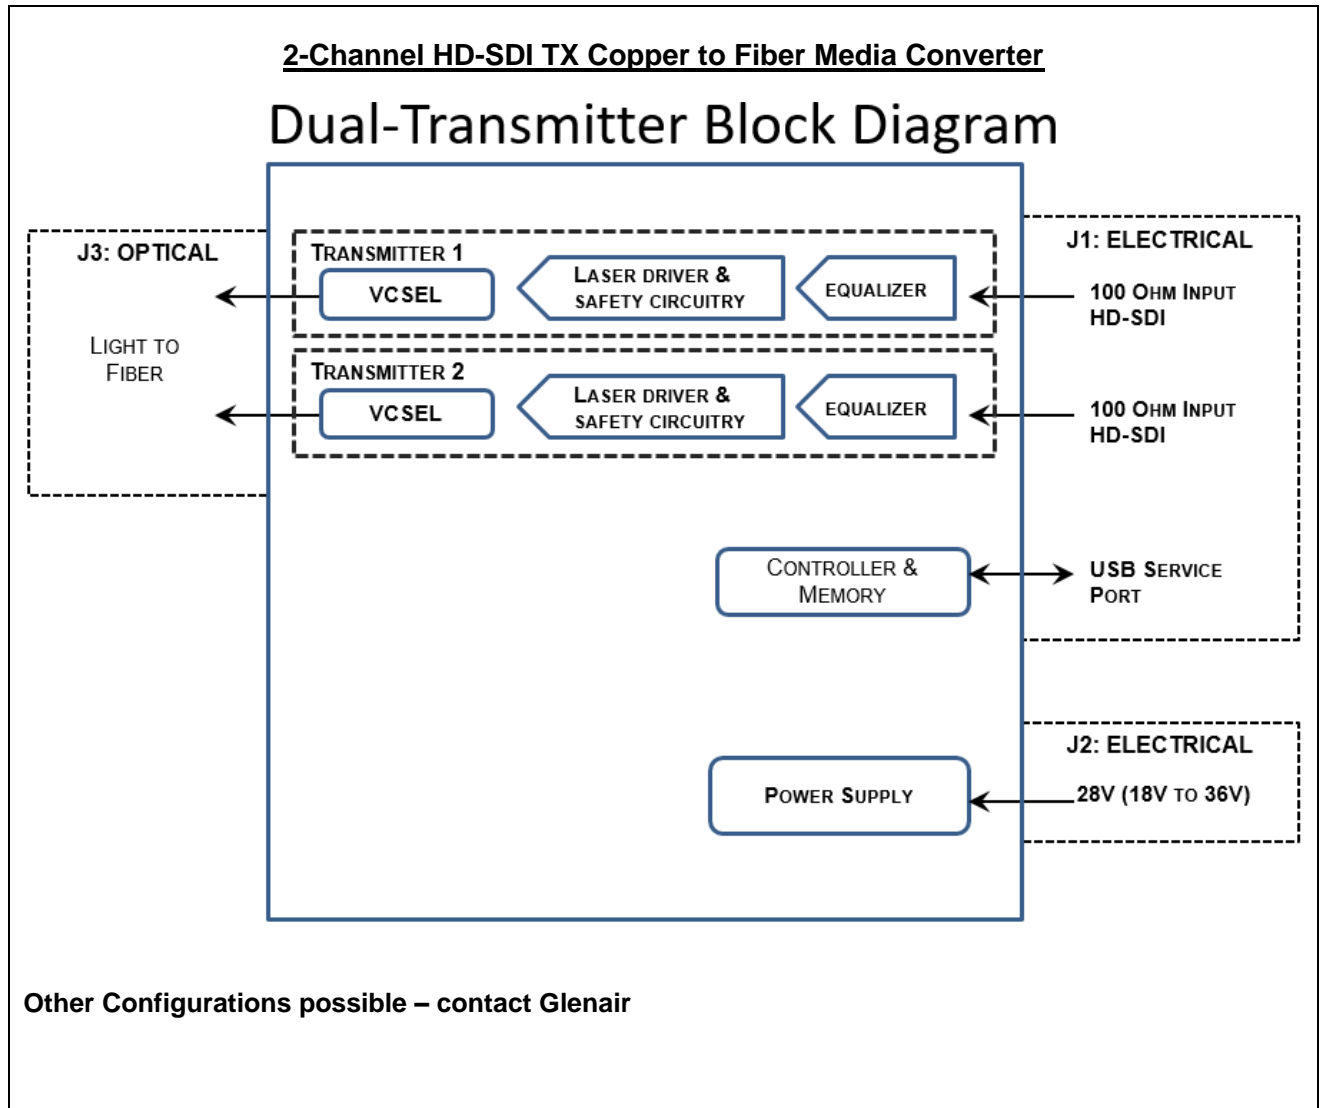 2-Channel HD-SDI TX Copper to Fiber Media Converter
Dual-Transmitter Block Diagram
J3: OPTICAL
LIGHT TO
FIBER
TRANSMITTER 1
VCSEL
LASER DRIVER &
SAFETY CIRCUITRY
EQUALIZER
TRANSMITTER 2
VCSEL
LASER DRIVER &
SAFETY CIRCUITRY
EQUALIZER
J1: ELECTRICAL
100 OHM INPUT
HD-SDI
100 OHM INPUT
HD-SDI
CONTROLLER &
MEMORY
USB SERVICE
PORT
J2: ELECTRICAL
POWER SUPPLY
28V (18V TO 36V)
Other Configurations possible – contact Glenair